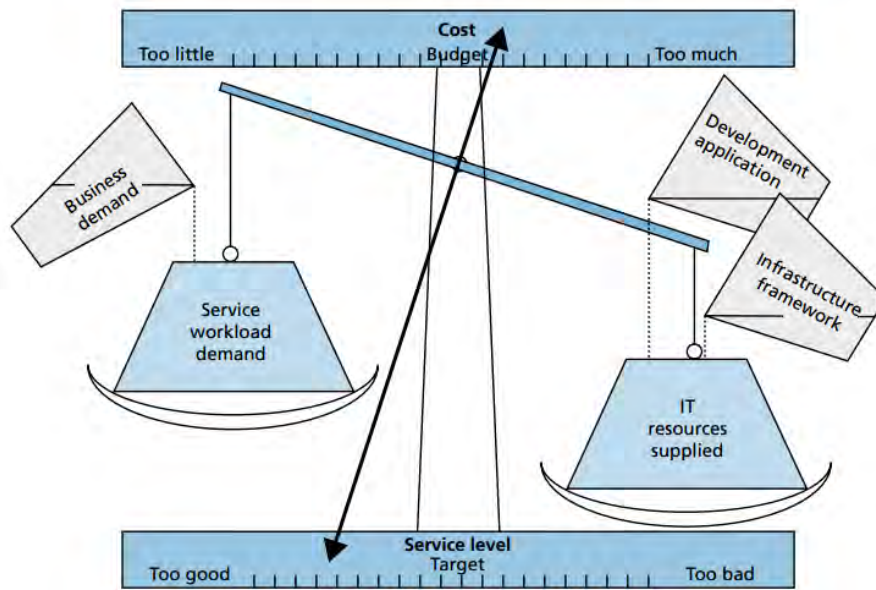 Cost
Too little
Budget
Too much
Business
demand
Development
application
Infrastructure
framework
Service
workload
demand
IT
resources
supplied
Service level
Target
Too good
Too bad